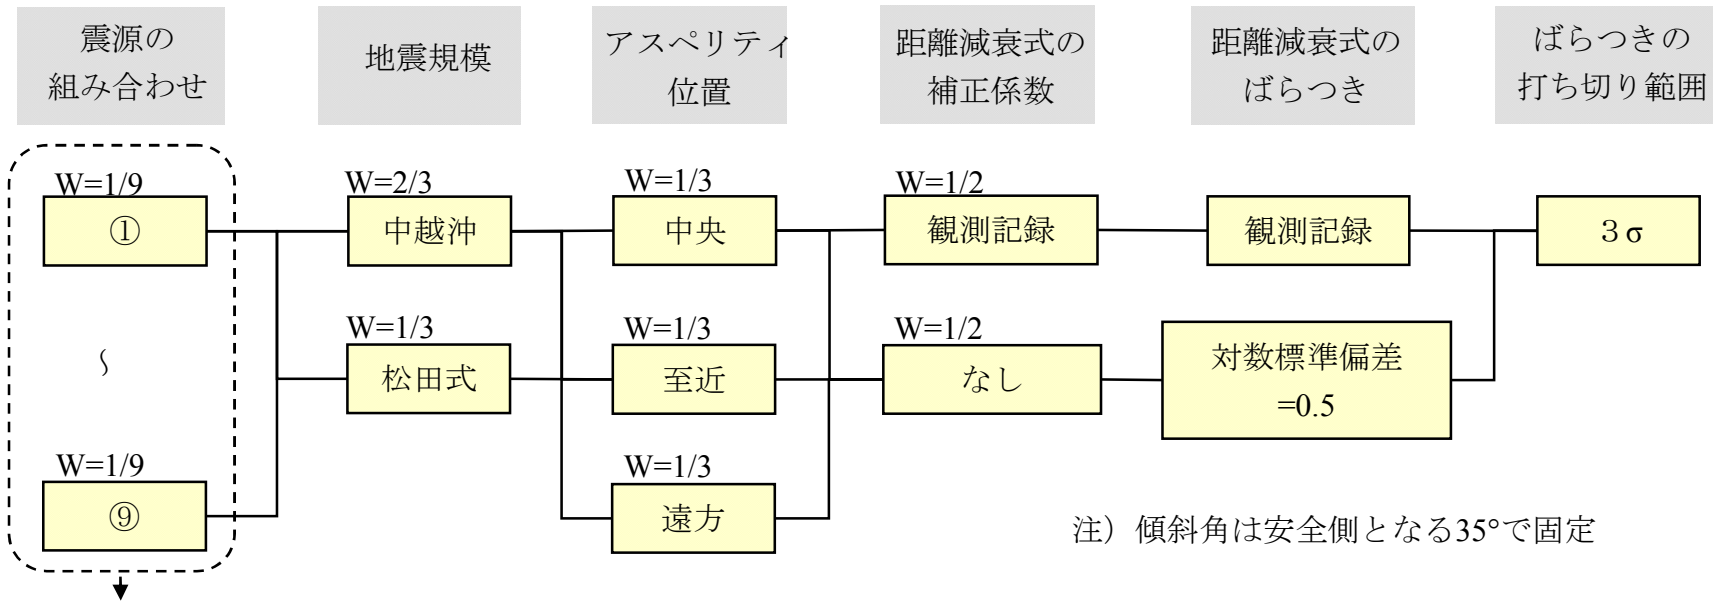 震源の
組み合わせ
地震規模
アスペリティ
位置
距離減衰式の
補正係数
距離減衰式の
ばらつき
ばらつきの
打ち切り範囲
W=1/9
①
～
W=1/9
⑨
W=2/3
中越沖
W=1/3
松田式
W=1/3
中央
W=1/3
至近
W=1/3
遠方
W=1/2
観測記録
W=1/2
なし
観測記録
対数標準偏差
=0.5
３σ
注）傾斜角は安全側となる35°で固定